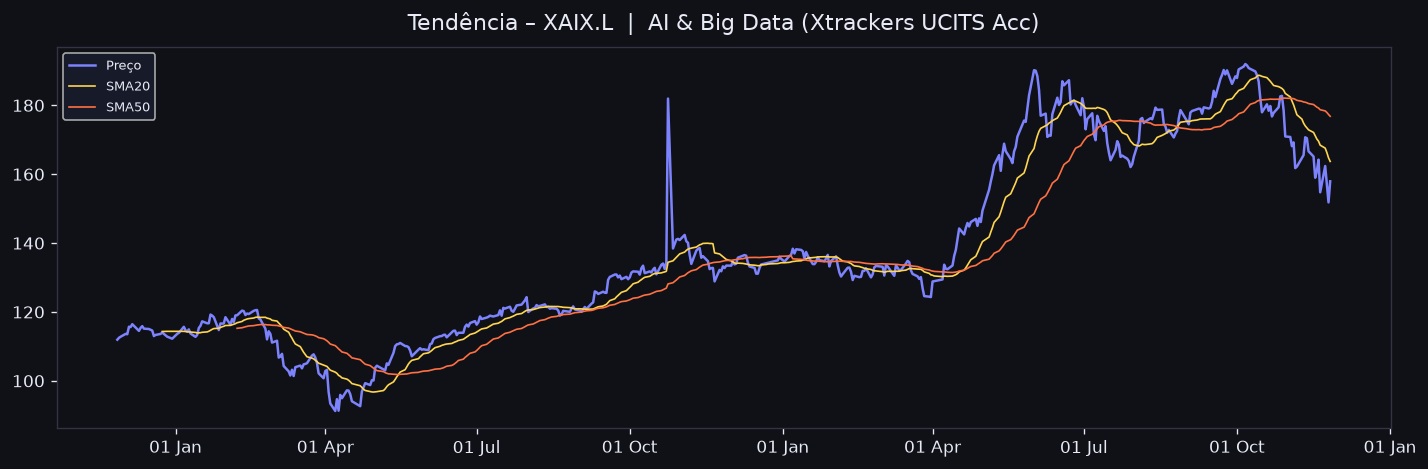 Tendência – XAIX.L | AI & Big Data (Xtrackers UCITS Acc)
Preço
SMA20
SMA50
180
160
140
120
100
01 Jan 01 Apr 01 Jul 01 Oct 01 Jan 01 Apr 01 Jul 01 Oct 01 Jan